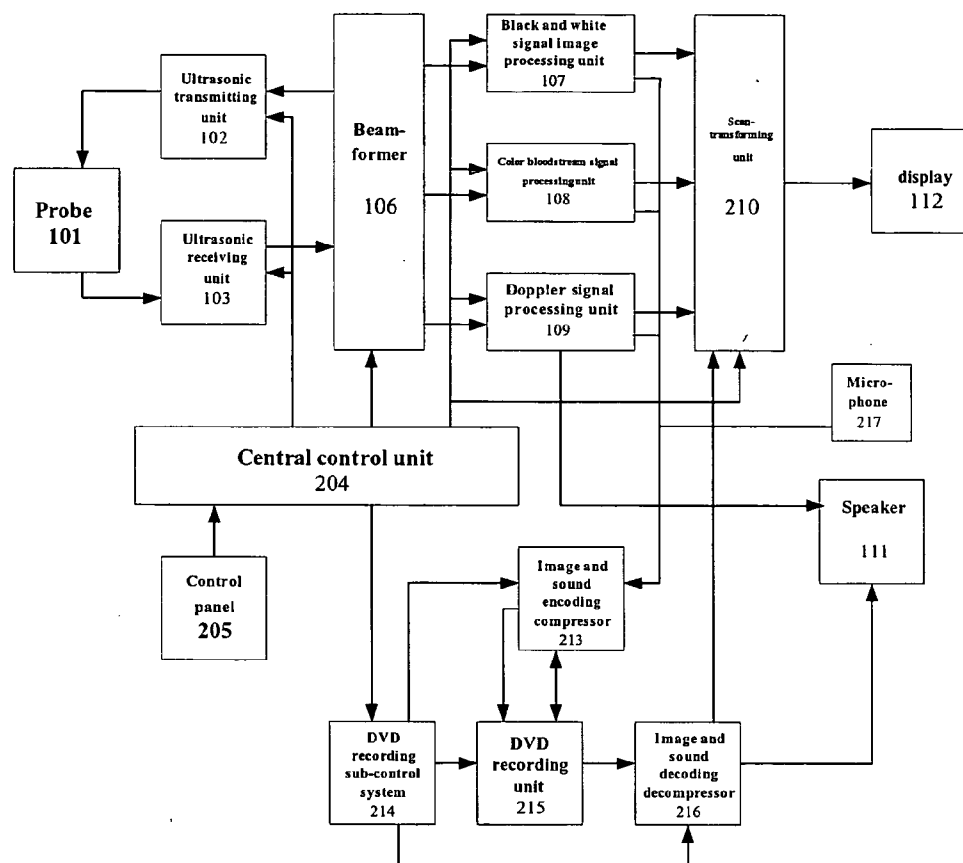 Black and white
signal image
processing unit
107
Ultrasonic
transmitting
unit
102
Beam-
former
106
Scan-
transforming
unit
210
Color bloodstream signal
processing unit
108
display
112
Probe
101
Ultrasonic
receiving
unit
103
Doppler signal
processing unit
109
Micro-
phone
217
Central control unit
204
Speaker
111
Control
panel
205
Image and
sound
encoding
compressor
213
DVD
recording
sub-control
system
214
DVD
recording
unit
215
Image and
sound
decoding
decompressor
216